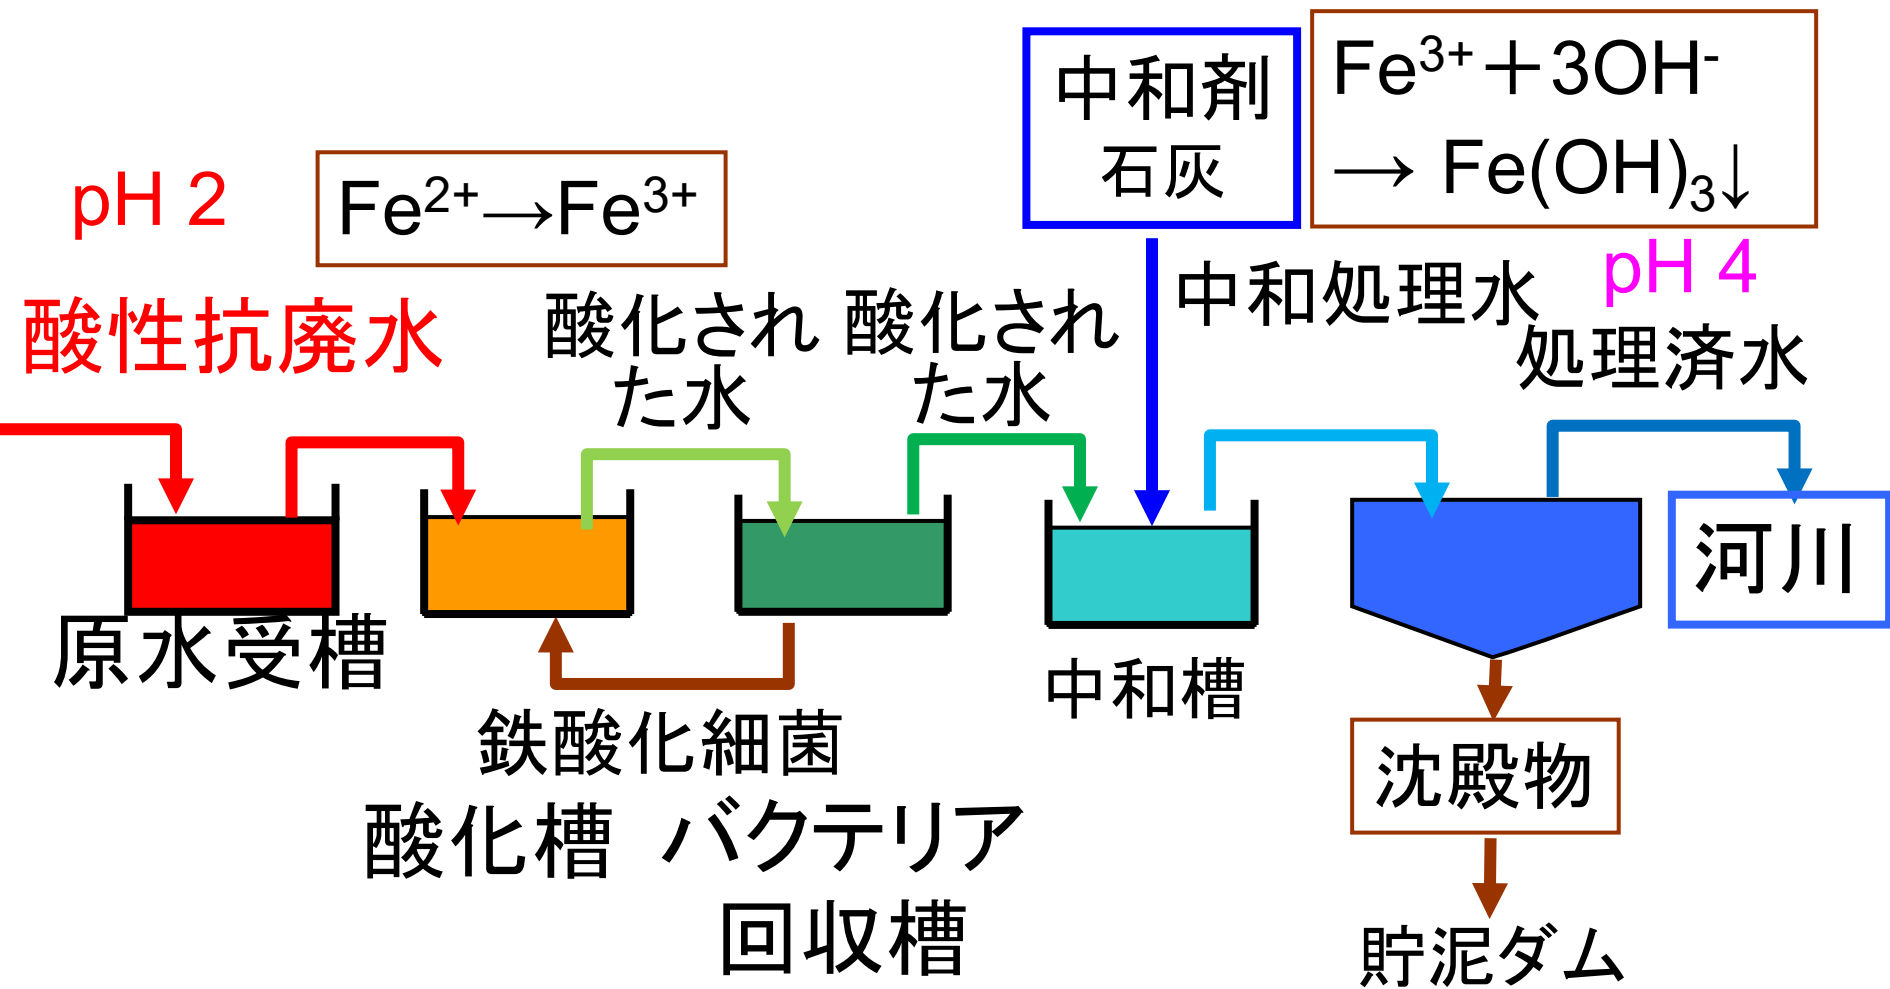 pH 2
酸性抗廃水
Fe²⁺→Fe³⁺
酸化され
た水
酸化され
た水
中和剤
石灰
Fe³⁺＋3OH⁻
→ Fe(OH)₃↓
中和処理水
pH 4
処理済水
河川
原水受槽
鉄酸化細菌
酸化槽
バクテリア
回収槽
中和槽
沈殿物
貯泥ダム